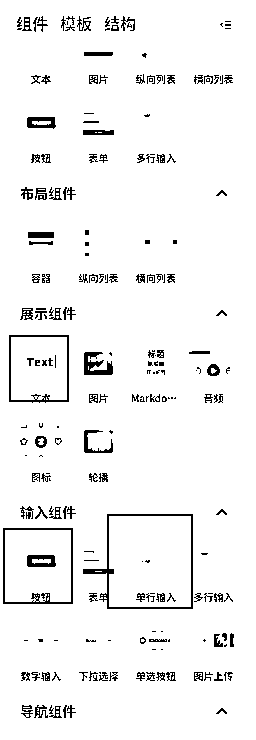 组件 模板 结构
文本 图片 纵向列表 横向列表
按钮 表单 多行输入
布局组件
容器 纵向列表 横向列表
展示组件
Text
标题
文本 图片 Markdo… 音频
图标 轮播
输入组件
按钮 表单 单行输入 多行输入
数字输入 下拉选择 单选按钮 图片上传
导航组件